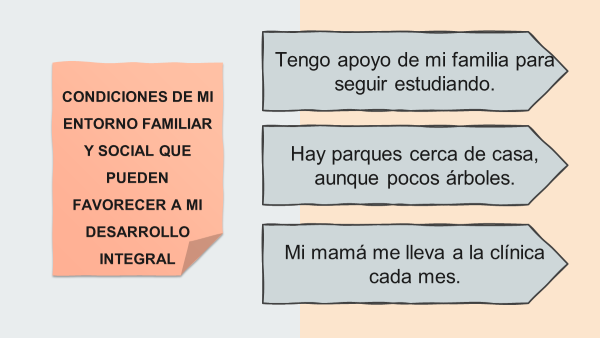 CONDICIONES DE MI
ENTORNO FAMILIAR
Y SOCIAL QUE
PUEDEN
FAVORECER A MI
DESARROLLO
INTEGRAL
Tengo apoyo de mi familia para
seguir estudiando.
Hay parques cerca de casa,
aunque pocos árboles.
Mi mamá me lleva a la clínica
cada mes.